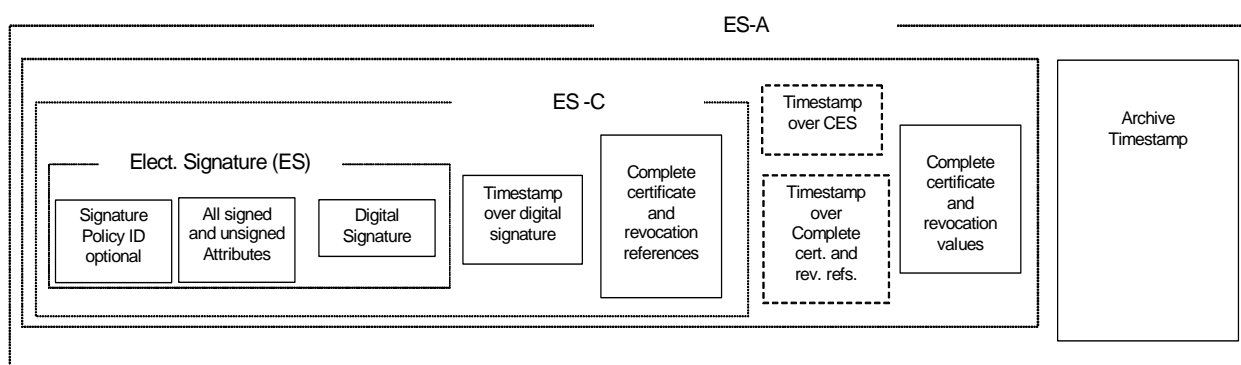 ES-A
ES -C
Elect. Signature (ES)
Signature
Policy ID
optional
All signed
and unsigned
Attributes
Digital
Signature
Timestamp
over digital
signature
Complete
certificate
and
revocation
references
Timestamp
over CES
Timestamp
over
Complete
cert. and
rev. refs.
Complete
certificate
and
revocation
values
Archive
Timestamp